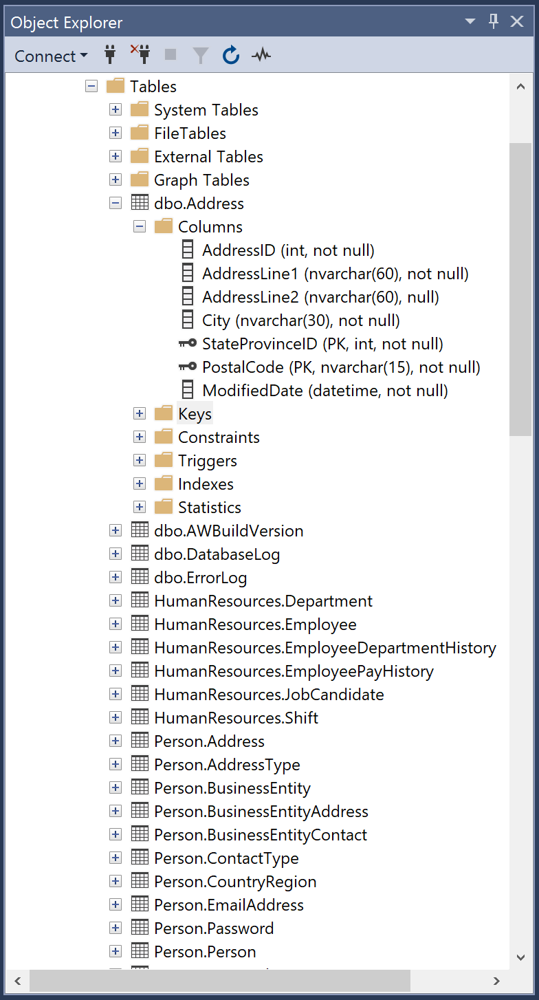 Object Explorer
Connect
Tables
System Tables
FileTables
External Tables
Graph Tables
dbo.Address
Columns
AddressID (int, not null)
AddressLine1 (nvarchar(60), not null)
AddressLine2 (nvarchar(60), null)
City (nvarchar(30), not null)
StateProvinceID (PK, int, not null)
PostalCode (PK, nvarchar(15), not null)
ModifiedDate (datetime, not null)
Keys
Constraints
Triggers
Indexes
Statistics
dbo.AWBuildVersion
dbo.DatabaseLog
dbo.ErrorLog
HumanResources.Department
HumanResources.Employee
HumanResources.EmployeeDepartmentHistory
HumanResources.EmployeePayHistory
HumanResources.JobCandidate
HumanResources.Shift
Person.Address
Person.AddressType
Person.BusinessEntity
Person.BusinessEntityAddress
Person.BusinessEntityContact
Person.ContactType
Person.CountryRegion
Person.EmailAddress
Person.Password
Person.Person